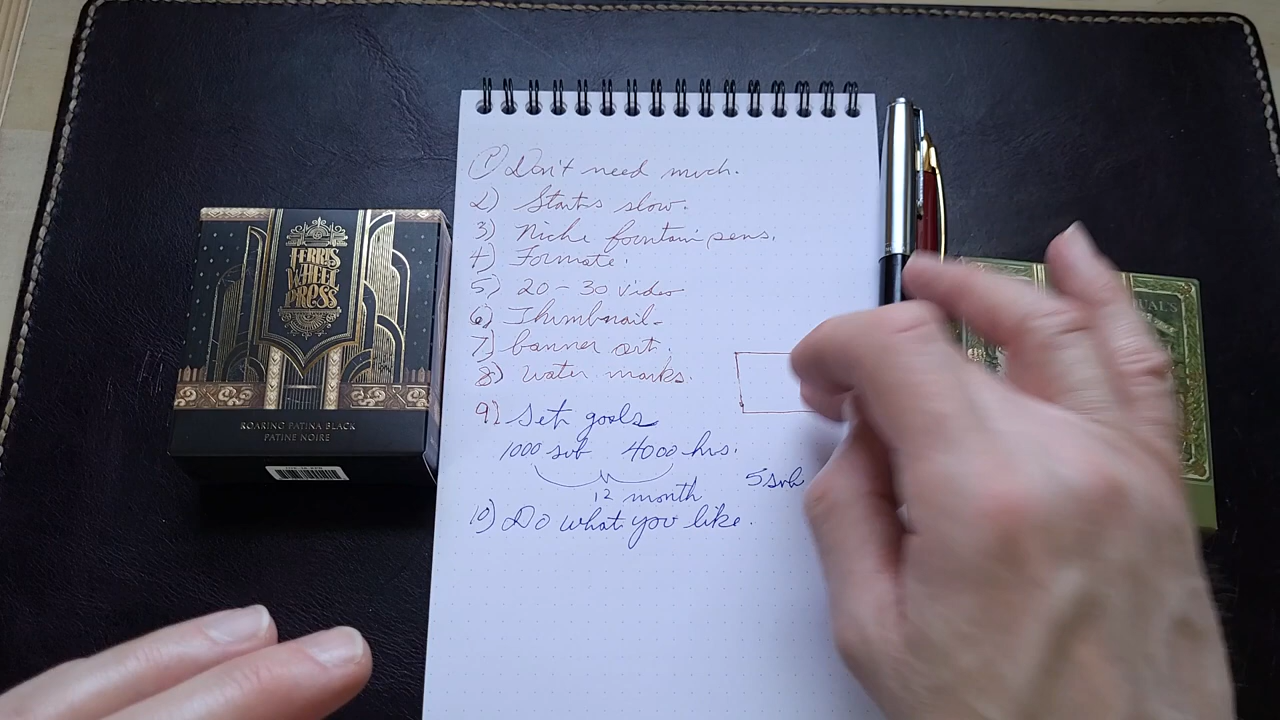 FERRIS
WHEEL
PRESS
ROARING PATINA BLACK
PATINE NOIRE
1) Don't need much.
2) Starts slow.
3) Niche fountain pens.
4) Formate.
5) 20-30 video
6) Thumbnail-
7) banner art.
8) water marks.
9) Set goals
1000 sub 4000 hrs.
12 month
5 sub
10) Do what you like.